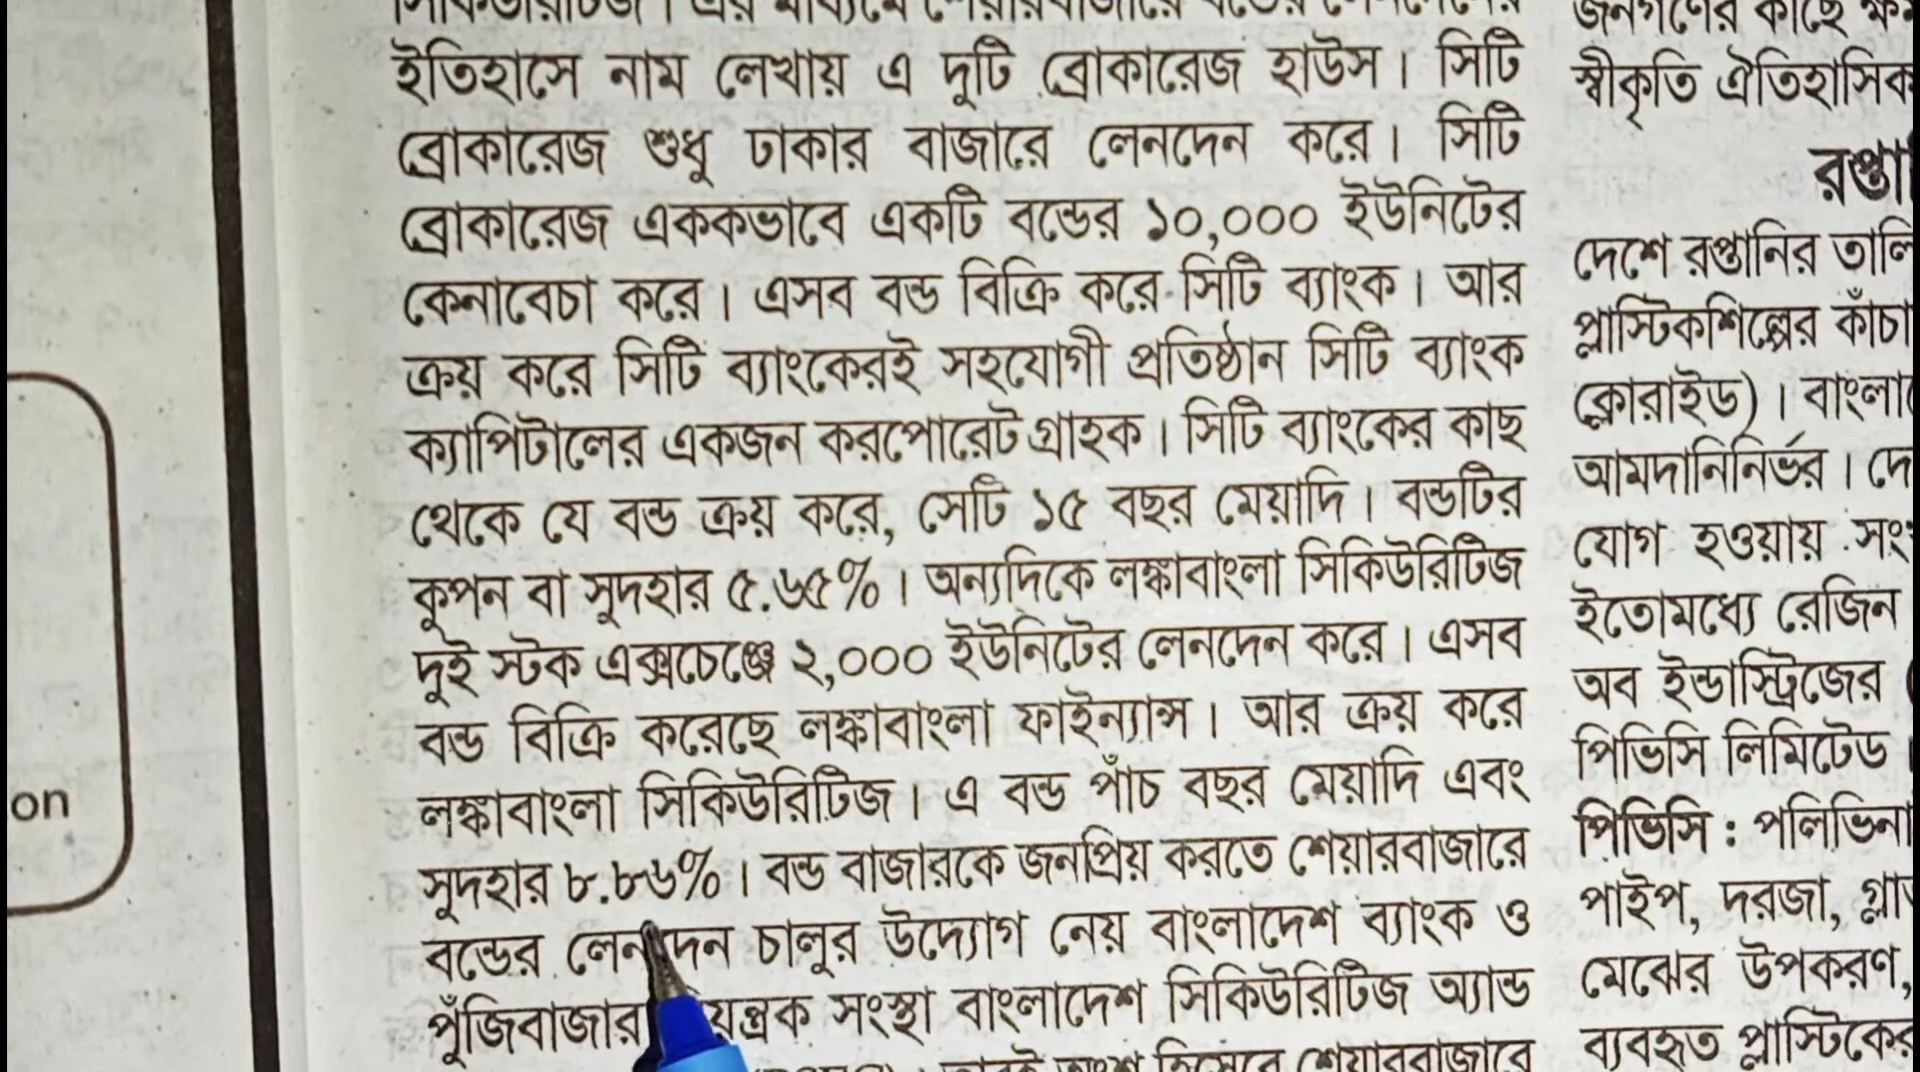 on
ইতিহাসে নাম লেখায় এ দুটি ব্রোকারেজ হাউস। সিটি
ব্রোকারেজ শুধু ঢাকার বাজারে লেনদেন করে। সিটি
ব্রোকারেজ এককভাবে একটি বন্ডের ১০,০০০ ইউনিটের
কেনাবেচা করে। এসব বন্ড বিক্রি করে সিটি ব্যাংক। আর
ক্রয় করে সিটি ব্যাংকেরই সহযোগী প্রতিষ্ঠান সিটি ব্যাংক
ক্যাপিটালের একজন করপোরেট গ্রাহক। সিটি ব্যাংকের কাছ
থেকে যে বন্ড ক্রয় করে, সেটি ১৫ বছর মেয়াদি। বন্ডটির
কুপন বা সুদহার ৫.৬৫%। অন্যদিকে লঙ্কাবাংলা সিকিউরিটিজ
দুই স্টক এক্সচেঞ্জে ২,০০০ ইউনিটের লেনদেন করে। এসব
বন্ড বিক্রি করেছে লঙ্কাবাংলা ফাইন্যান্স। আর ক্রয় করে
লঙ্কাবাংলা সিকিউরিটিজ। এ বন্ড পাঁচ বছর মেয়াদি এবং
সুদহার ৮.৮৬%। বন্ড বাজারকে জনপ্রিয় করতে শেয়ারবাজারে
বন্ডের লেনদেন চালুর উদ্যোগ নেয় বাংলাদেশ ব্যাংক ও
পুঁজিবাজার সংস্থা বাংলাদেশ সিকিউরিটিজ অ্যান্ড
জনগণের কাছে
স্বীকৃতি ঐতিহাসিক
রপ্তা
দেশে রপ্তানির তালি
প্লাস্টিকশিল্পের কাঁচা
ক্লোরাইড)। বাংলা
আমদানিনির্ভর। দে
যোগ হওয়ায় সং
ইতোমধ্যে রেজিন
অব ইন্ডাস্ট্রিজের
পিভিসি লিমিটেড
পিভিসি : পলিভিনা
পাইপ, দরজা, গ্লা
মেঝের উপকরণ,
ব্যবহৃত প্লাস্টিকের